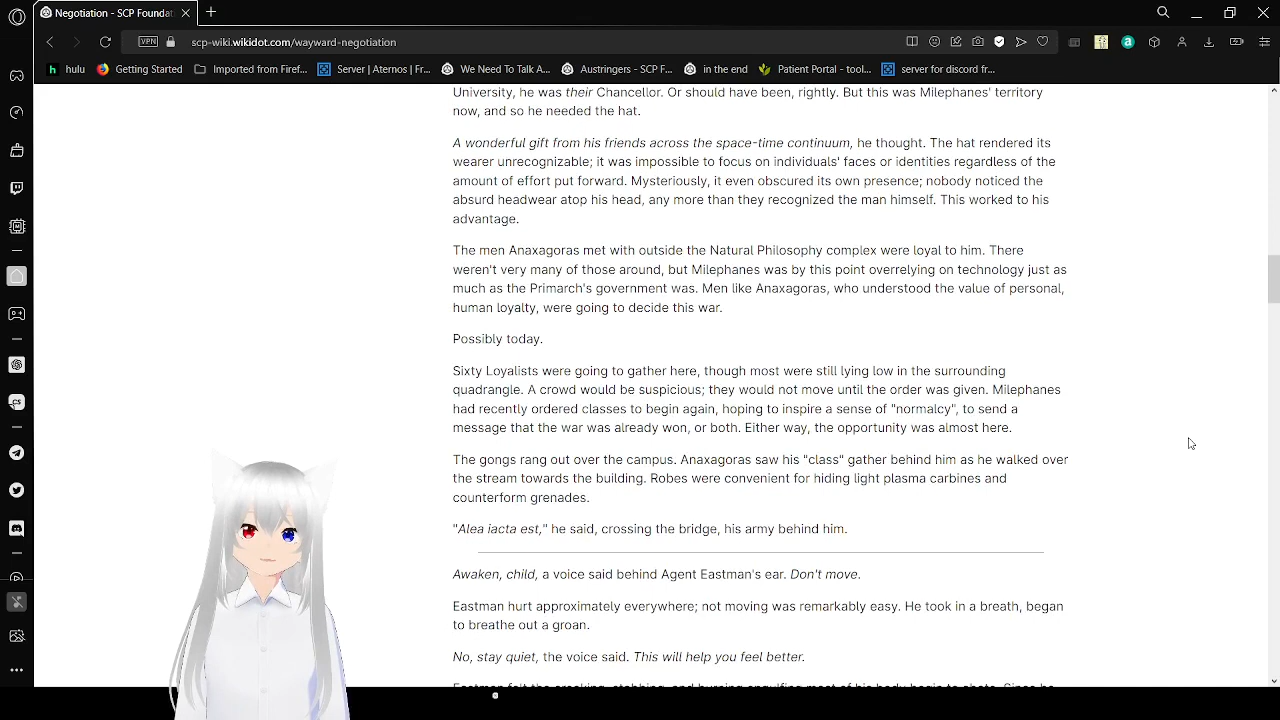 Negotiation - SCP Foundat
scp-wiki.wikidot.com/wayward-negotiation
VPN
hulu
Getting Started
Imported from Firef...
Server | Aternos | Fr...
We Need To Talk A...
Austringers - SCP F...
in the end
Patient Portal - tool...
server for discord fr...
University, he was their Chancellor. Or should have been, rightly. But this was Milephanes' territory
now, and so he needed the hat.
A wonderful gift from his friends across the space-time continuum, he thought. The hat rendered its
wearer unrecognizable; it was impossible to focus on individuals' faces or identities regardless of the
amount of effort put forward. Mysteriously, it even obscured its own presence; nobody noticed the
absurd headwear atop his head, any more than they recognized the man himself. This worked to his
advantage.
The men Anaxagoras met with outside the Natural Philosophy complex were loyal to him. There
weren't very many of those around, but Milephanes was by this point overrelying on technology just as
much as the Primarch's government was. Men like Anaxagoras, who understood the value of personal,
human loyalty, were going to decide this war.
Possibly today.
Sixty Loyalists were going to gather here, though most were still lying low in the surrounding
quadrangle. A crowd would be suspicious; they would not move until the order was given. Milephanes
had recently ordered classes to begin again, hoping to inspire a sense of "normalcy", to send a
message that the war was already won, or both. Either way, the opportunity was almost here.
The gongs rang out over the campus. Anaxagoras saw his "class" gather behind him as he walked over
the stream towards the building. Robes were convenient for hiding light plasma carbines and
counterform grenades.
"Alea iacta est," he said, crossing the bridge, his army behind him.
Awaken, child, a voice said behind Agent Eastman's ear. Don't move.
Eastman hurt approximately everywhere; not moving was remarkably easy. He took in a breath, began
to breathe out a groan.
No, stay quiet, the voice said. This will help you feel better.